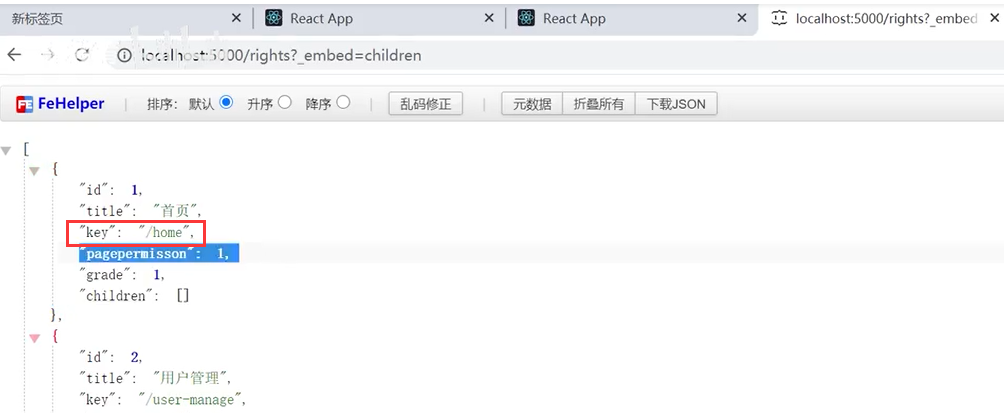 新标签页 × React App × React App × localhost:5000/rights?_embed ×
localhost:5000/rights?_embed=children
FE FeHelper | 排序: 默认 升序 降序 | 乱码修正 | 元数据 折叠所有 下载JSON
[
{
"id": 1,
"title": "首页",
"key": "/home",
"pagepermisson": 1,
"grade": 1,
"children": []
},
{
"id": 2,
"title": "用户管理",
"key": "/user-manage",